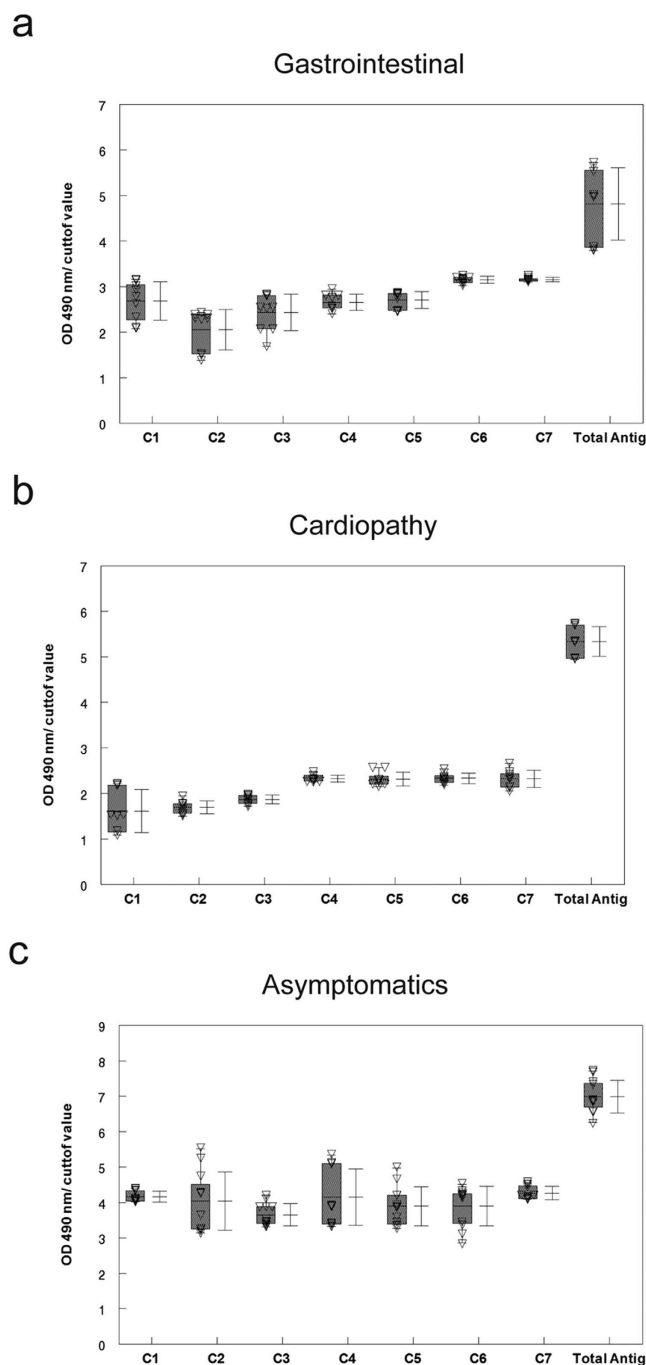 a
Gastrointestinal
7
6
5
4
3
2
1
0
OD 490 nm/ cuttof value
C1 C2 C3 C4 C5 C6 C7 Total Antig
b
Cardiopathy
7
6
5
4
3
2
1
0
OD 490 nm/ cuttof value
C1 C2 C3 C4 C5 C6 C7 Total Antig
c
Asymptomatics
9
8
7
6
5
4
3
2
1
0
OD 490 nm/ cuttof value
C1 C2 C3 C4 C5 C6 C7 Total Antig